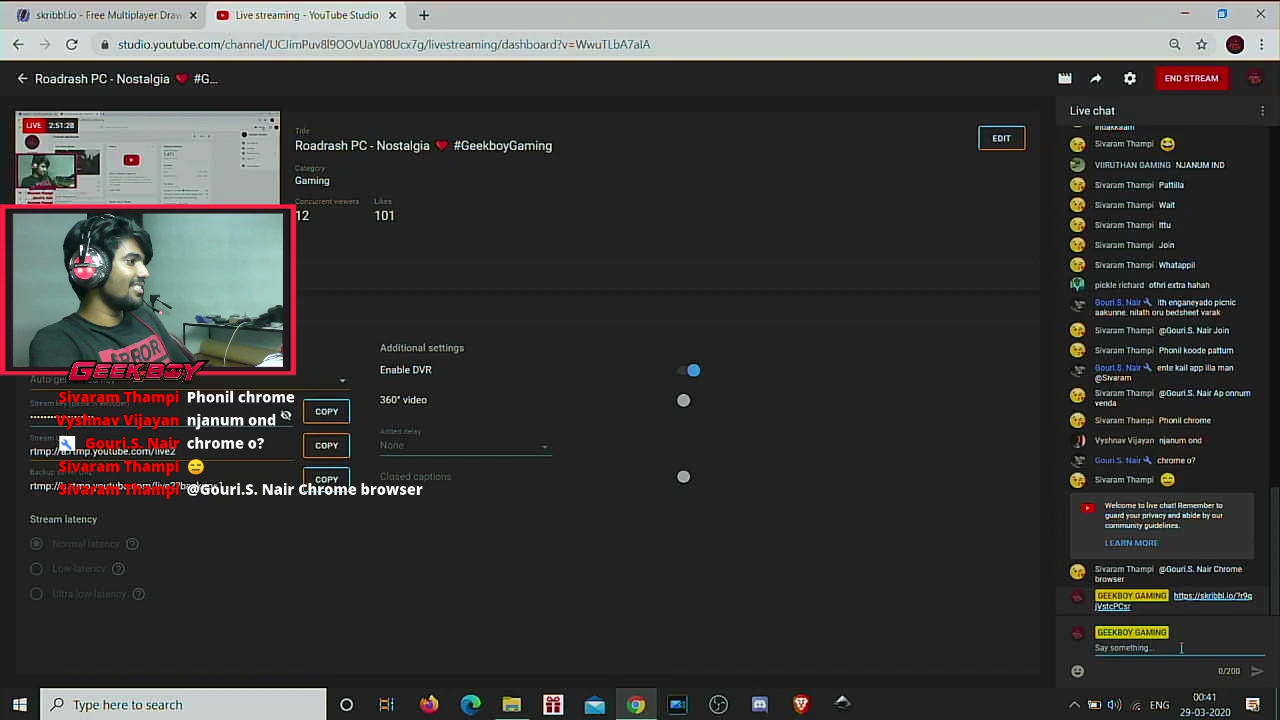 skribbl.io - Free Multiplayer Draw
Live streaming - YouTube Studio
studio.youtube.com/channel/UCJimPuv8l9OOvUaY08Ucx7g/livestreaming/dashboard?v=WwuTLbA7aIA
Roadrash PC - Nostalgia ❤ #G...
END STREAM
LIVE 2:51:28
Title
Roadrash PC - Nostalgia ❤ #GeekboyGaming
EDIT
Category
Gaming
Concurrent viewers
12
Likes
101
ERROR
GEEKBOY
Sivaram Thampi Phonil chrome
Vyshnav Vijayan njanum ond
Gouri.S. Nair chrome o?
Sivaram Thampi 😑
Sivaram Thampi @Gouri.S. Nair Chrome browser
COPY
COPY
COPY
Stream latency
Normal latency
Low-latency
Ultra low-latency
Additional settings
Enable DVR
360° video
Added delay
None
Closed captions
Live chat
Sivaram Thampi 😄
VIIRUTHAN GAMING NJANUM IND
Sivaram Thampi Pattilla
Sivaram Thampi Wait
Sivaram Thampi Ittu
Sivaram Thampi Join
Sivaram Thampi Whatappil
pickle richard othri extra hahah
Gouri.S. Nair ith enganeyado picnic
aakunne. nilath oru bedsheet varak
Sivaram Thampi @Gouri.S. Nair Join
Sivaram Thampi Phonil koode pattum
Gouri.S. Nair ente kail app illa man
@Sivaram
Sivaram Thampi @Gouri.S. Nair Ap onnum
venda
Sivaram Thampi Phonil chrome
Vyshnav Vijayan njanum ond
Gouri.S. Nair chrome o?
Sivaram Thampi 😑
Welcome to live chat! Remember to
guard your privacy and abide by our
community guidelines.
LEARN MORE
Sivaram Thampi @Gouri.S. Nair Chrome
browser
GEEKBOY GAMING https://skribbl.io/?r9q
jVstcPCsr
GEEKBOY GAMING
Say something...
0/200
Type here to search
ENG
00:41
29-03-2020